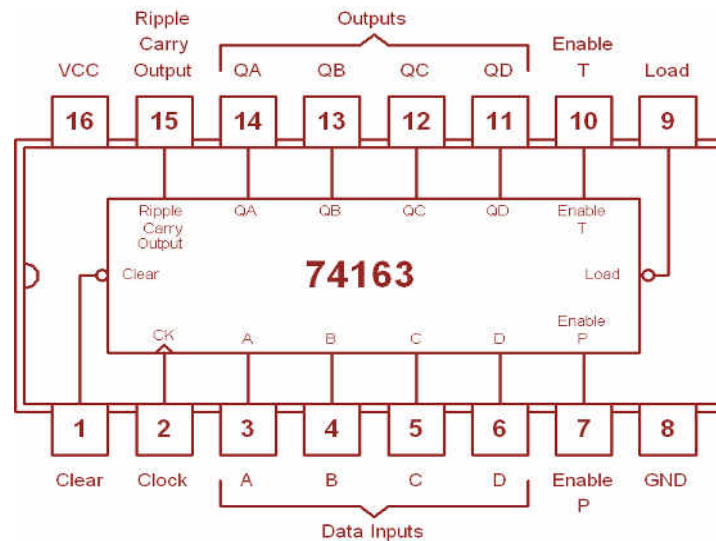 Ripple
Carry
Output
Outputs
Enable
T
VCC
QA
QB
QC
QD
Load
16
15
14
13
12
11
10
9
Ripple
Carry
Output
QA
QB
QC
QD
Enable
T
Clear
74163
Load
CK
A
B
C
D
Enable
P
1
2
3
4
5
6
7
8
Clear
Clock
A
B
C
D
Enable
P
GND
Data Inputs